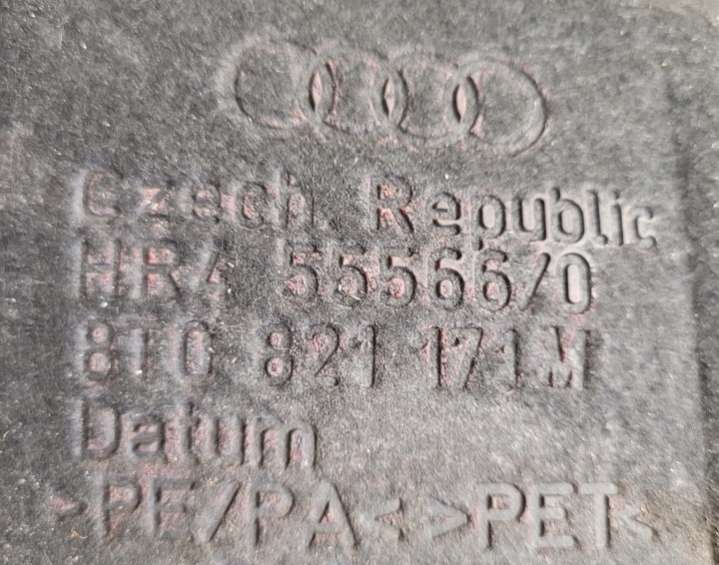 Czech. Republic
HR4 55566/0
8T0 821 171 M
Datum
>PE/PA<>PET<